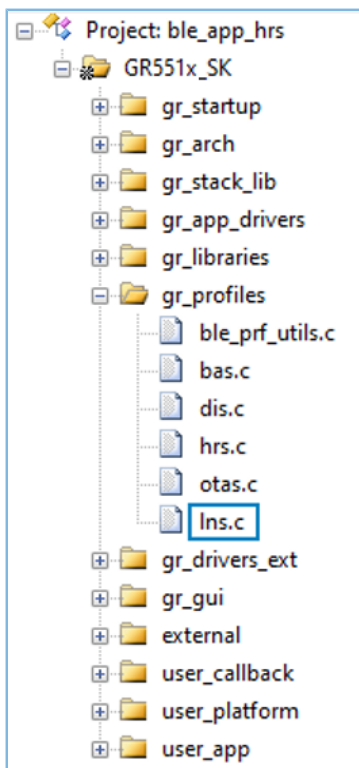 Project: ble_app_hrs
GR551x_SK
gr_startup
gr_arch
gr_stack_lib
gr_app_drivers
gr_libraries
gr_profiles
ble_prf_utils.c
bas.c
dis.c
hrs.c
otas.c
lns.c
gr_drivers_ext
gr_gui
external
user_callback
user_platform
user_app